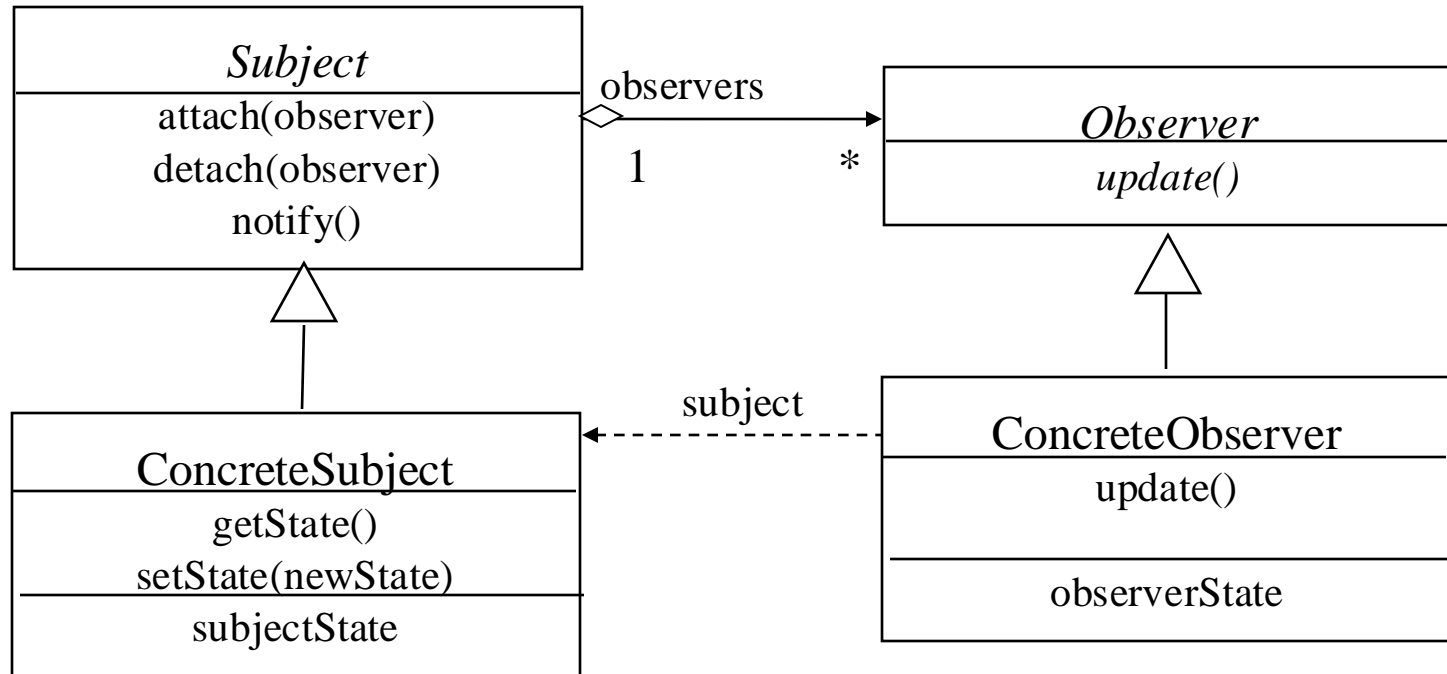 Subject
attach(observer)
detach(observer)
notify()
observers
1
*
Observer
update()
subject
ConcreteSubject
getState()
setState(newState)
subjectState
ConcreteObserver
update()
observerState